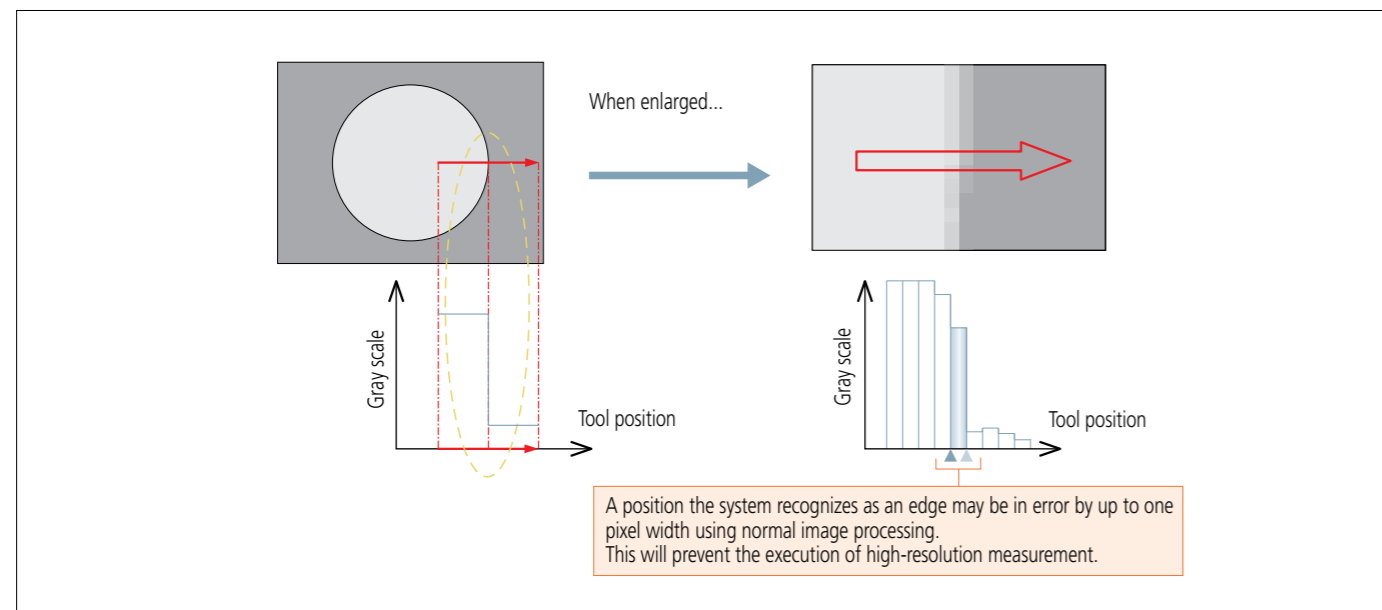 When enlarged...
Gray scale
Tool position
Gray scale
Tool position
A position the system recognizes as an edge may be in error by up to one
pixel width using normal image processing.
This will prevent the execution of high-resolution measurement.